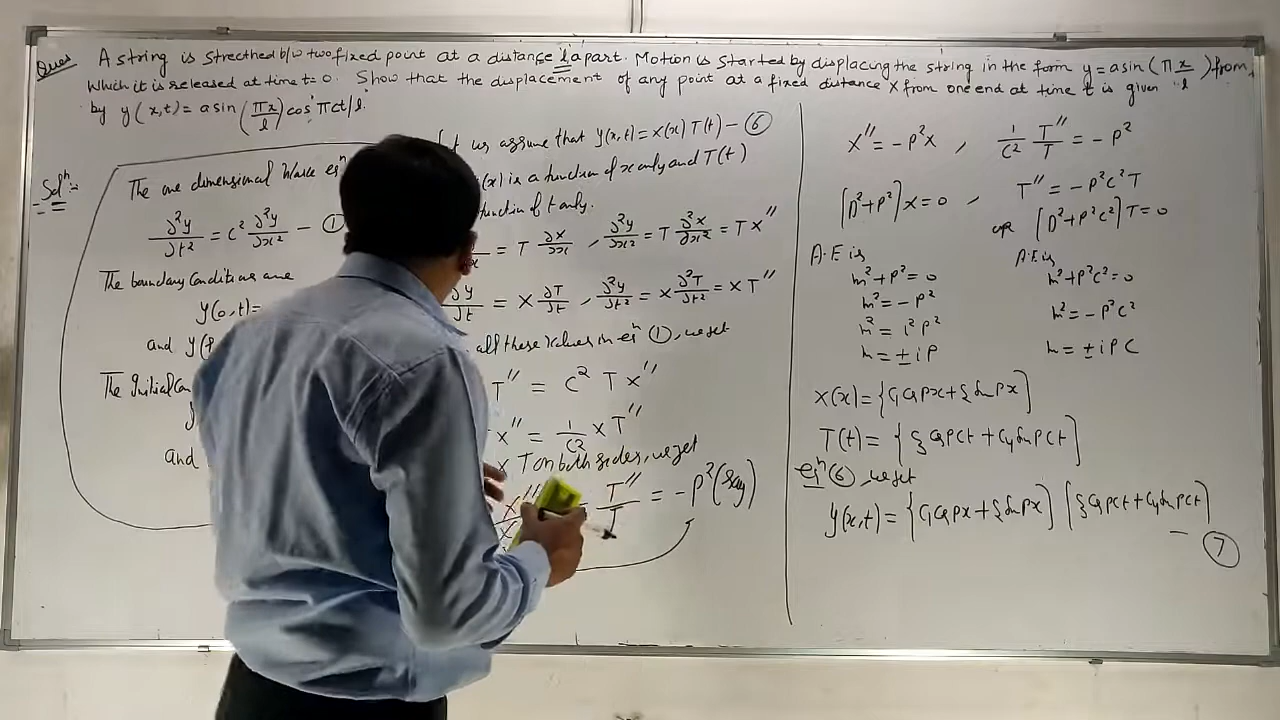 Ques A string is strecthed b/w two fixed point at a distance l apart. Motion is started by displacing the string in the form y = a sin (πx/l) from
which it is released at time t=0. Show that the displacement of any point at a fixed distance x from one end at time t is given
by y(x,t) = a sin (πx/l) cos πct/l.
Solⁿ:-
The one dimensional wave eqⁿ
∂²y/∂t² = c² ∂²y/∂x² — ①
The boundary conditions are
y(0,t)=
and y(
The Initial con
and
us assume that y(x,t) = X(x) T(t) — ⑥
(x) is a function of x only and T(t)
function of t only.
= T ∂X/∂x , ∂²y/∂x² = T ∂²X/∂x² = T X''
∂y/∂t = X ∂T/∂t , ∂²y/∂t² = X ∂²T/∂t² = X T''
all these values in eqⁿ ①, we get
T'' = c² T X''
X'' = 1/c² X T''
X T on both sides, we get
X''/X T''/T = -p² (say)
X'' = -p²X , 1/c² T''/T = -p²
[D²+p²]X = 0 , T'' = -p²c²T
or [D²+p²c²]T = 0
A.E is A.E is
m²+p² = 0 m²+p²c² = 0
m² = -p² m² = -p²c²
m² = i²p²
m = ± i p m = ± i p c
X(x) = {C₁ cos px + C₂ sin px}
T(t) = {C₃ cos pct + C₄ sin pct}
eqⁿ (6), we get
y(x,t) = {C₁ cos px + C₂ sin px} {C₃ cos pct + C₄ sin pct}
— ⑦